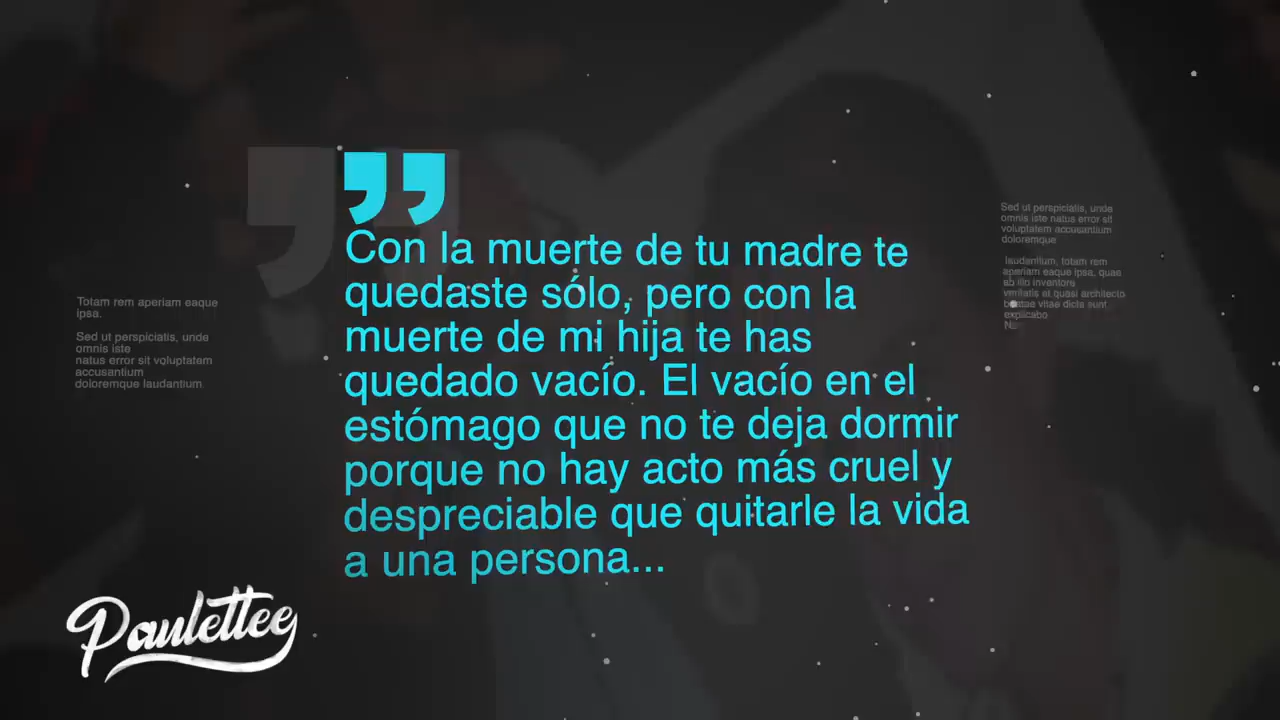 Con la muerte de tu madre te
quedaste sólo, pero con la
muerte de mi hija te has
quedado vacío. El vacío en el
estómago que no te deja dormir
porque no hay acto más cruel y
despreciable que quitarle la vida
a una persona...
Totam rem aperiam eaque
ipsa.
Sed ut perspiciatis, unde
omnis iste
natus error sit voluptatem
accusantium
doloremque laudantium
Sed ut perspiciatis, unde
omnis iste natus error sit
voluptatem accusantium
doloremque
laudantium, totam rem
aperiam eaque ipsa, quae
ab illo inventore
veritatis et quasi architecto
beatae vitae dicta sunt
explicabo
N
Paulettee